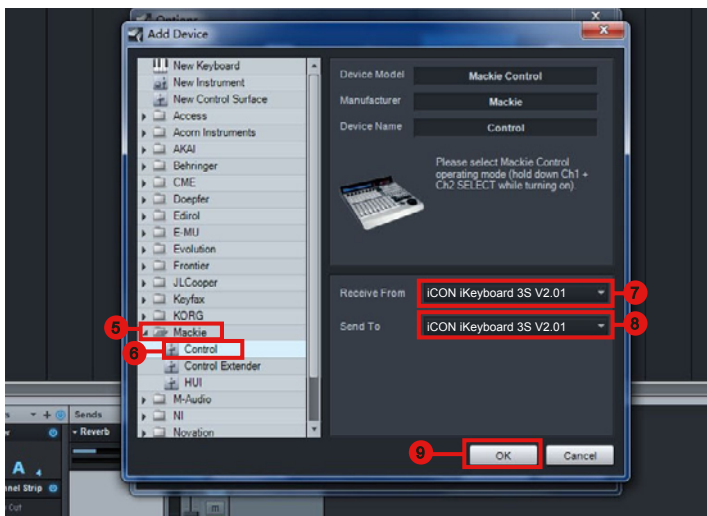 Options
Add Device
New Keyboard
New Instrument
New Control Surface
Access
Acorn Instruments
AKAI
Behringer
CME
Doepfer
Edirol
E-MU
Evolution
Frontier
JLCooper
Keyfax
KORG
5 Mackie
6 Control
Control Extender
HUI
M-Audio
NI
Novation
Device Model Mackie Control
Manufacturer Mackie
Device Name Control
Please select Mackie Control
operating mode (hold down Ch1 +
Ch2 SELECT while turning on)
Receive From iCON iKeyboard 3S V2.01 7
Send To iCON iKeyboard 3S V2.01 8
9 OK Cancel
Sends
Reverb
A 4
nnel Strip
Cut
m